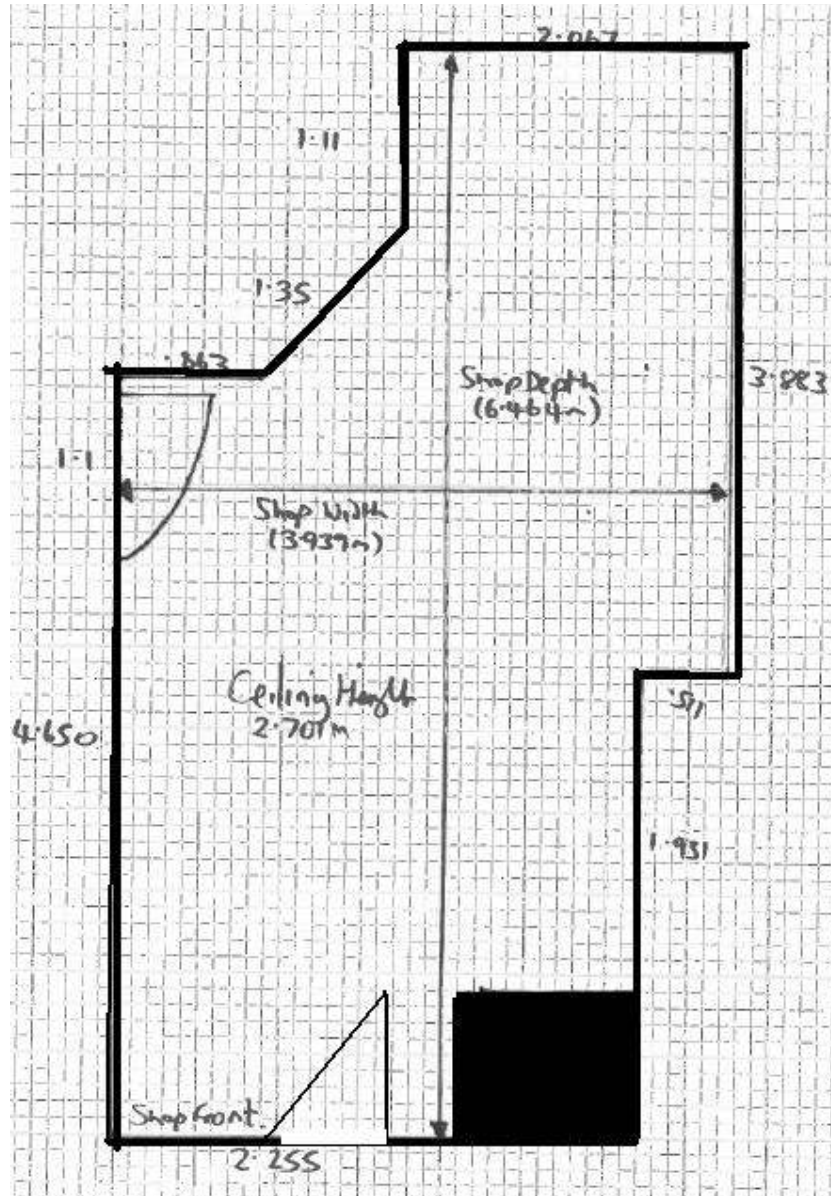 2.067
1.11
1.35
.863
Shop Depth
(6.464m)
3.883
1.1
Shop Width
(3.939m)
Ceiling Height
2.701m
.511
4.650
1.931
Shop Front.
2.255